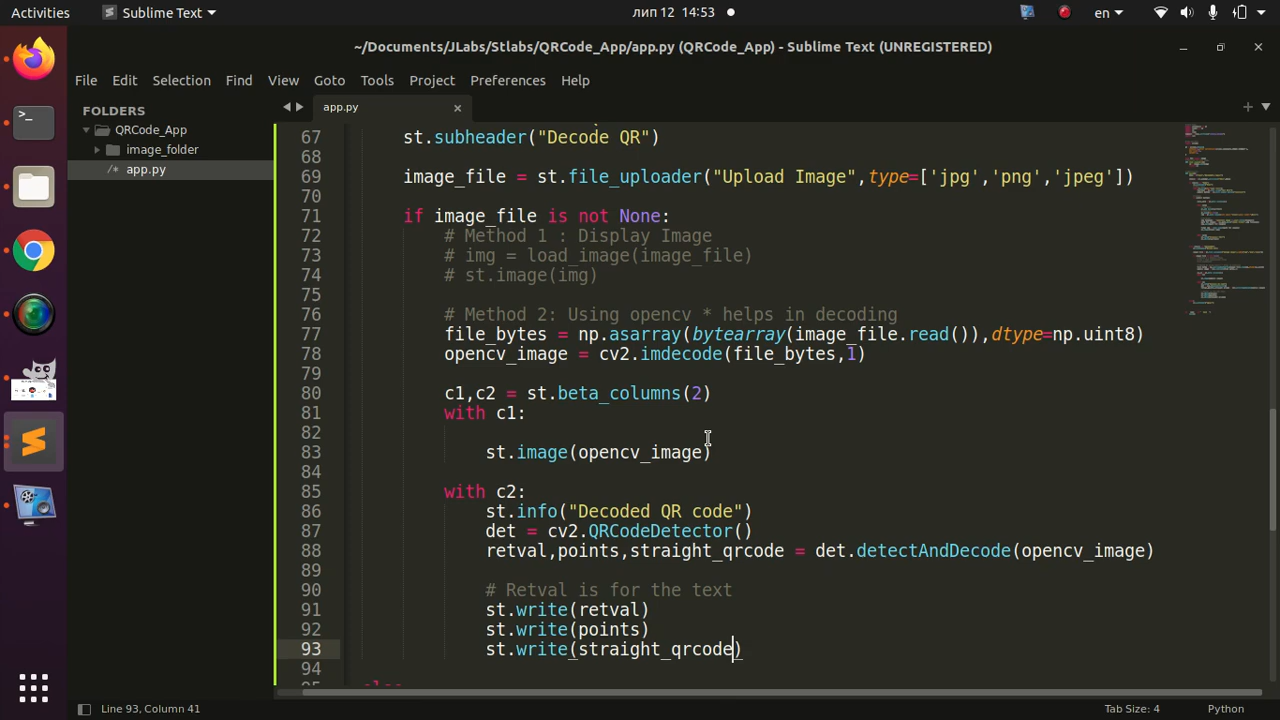 Activities
Sublime Text
лип 12 14:53
en
~/Documents/JLabs/Stlabs/QRCode_App/app.py (QRCode_App) - Sublime Text (UNREGISTERED)
File Edit Selection Find View Goto Tools Project Preferences Help
FOLDERS
QRCode_App
image_folder
/* app.py
app.py
67 st.subheader("Decode QR")
68
69 image_file = st.file_uploader("Upload Image",type=['jpg','png','jpeg'])
70
71 if image_file is not None:
72 # Method 1 : Display Image
73 # img = load_image(image_file)
74 # st.image(img)
75
76 # Method 2: Using opencv * helps in decoding
77 file_bytes = np.asarray(bytearray(image_file.read()),dtype=np.uint8)
78 opencv_image = cv2.imdecode(file_bytes,1)
79
80 c1,c2 = st.beta_columns(2)
81 with c1:
82
83 st.image(opencv_image)
84
85 with c2:
86 st.info("Decoded QR code")
87 det = cv2.QRCodeDetector()
88 retval,points,straight_qrcode = det.detectAndDecode(opencv_image)
89
90 # Retval is for the text
91 st.write(retval)
92 st.write(points)
93 st.write(straight_qrcode)
94
Line 93, Column 41
Tab Size: 4
Python